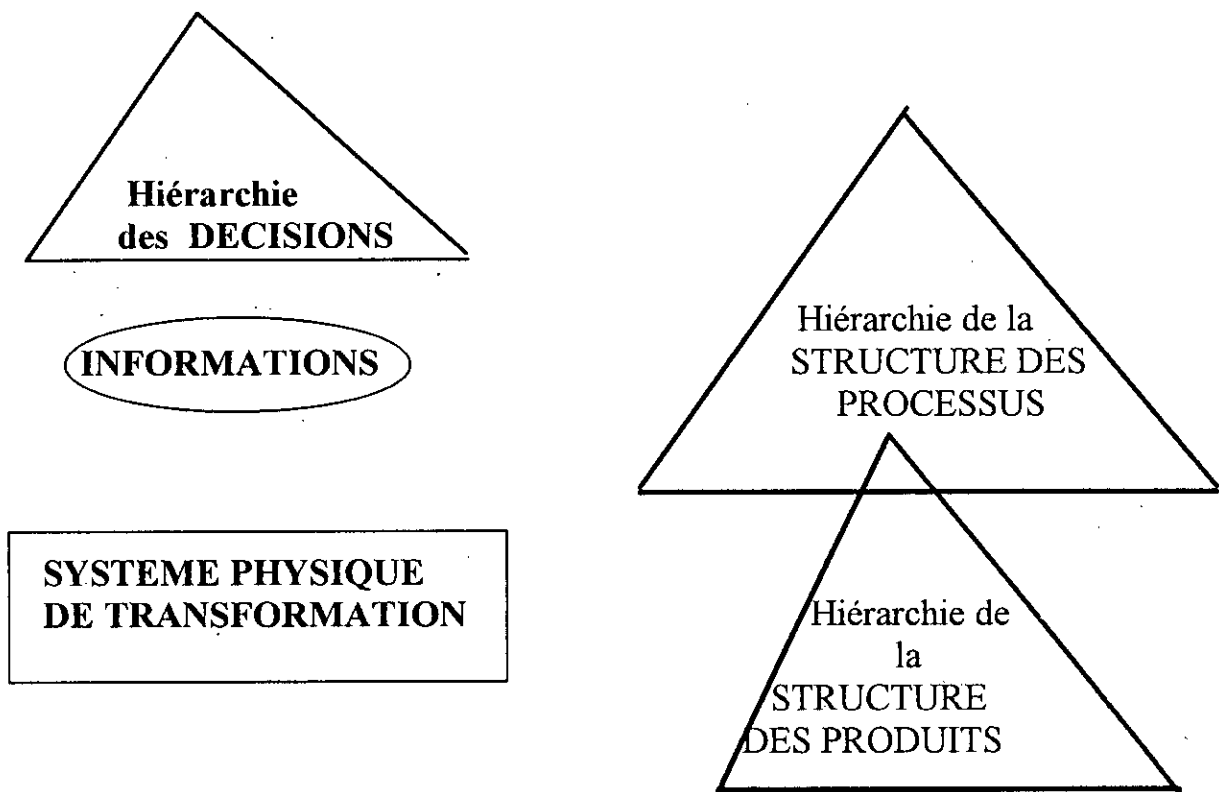 Hiérarchie
des DECISIONS
INFORMATIONS
SYSTEME PHYSIQUE
DE TRANSFORMATION
Hiérarchie de la
STRUCTURE DES
PROCESSUS
Hiérarchie de
la
STRUCTURE
DES PRODUITS